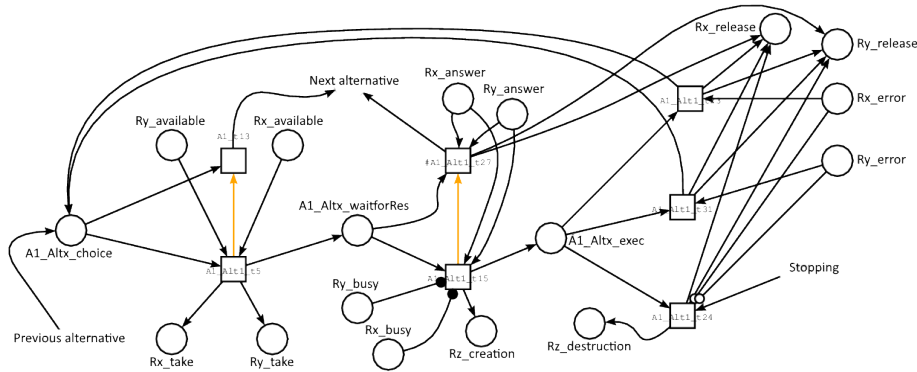 Rx_release
Ry_release
Rx_answer
Next alternative
Ry_answer
Rx_error
Ry_available
Rx_available
A1_t13
#A1_Alt1_t27
Ry_error
A1_Altx_waitforRes
A1_Alt1_t31
A1_Altx_choice
A1_Altx_exec
A1_Alt1_t5
A1_Alt1_t15
Stopping
Ry_busy
Rx_busy
A1_Alt1_t24
Previous alternative
Rx_take
Ry_take
Rz_creation
Rz_destruction